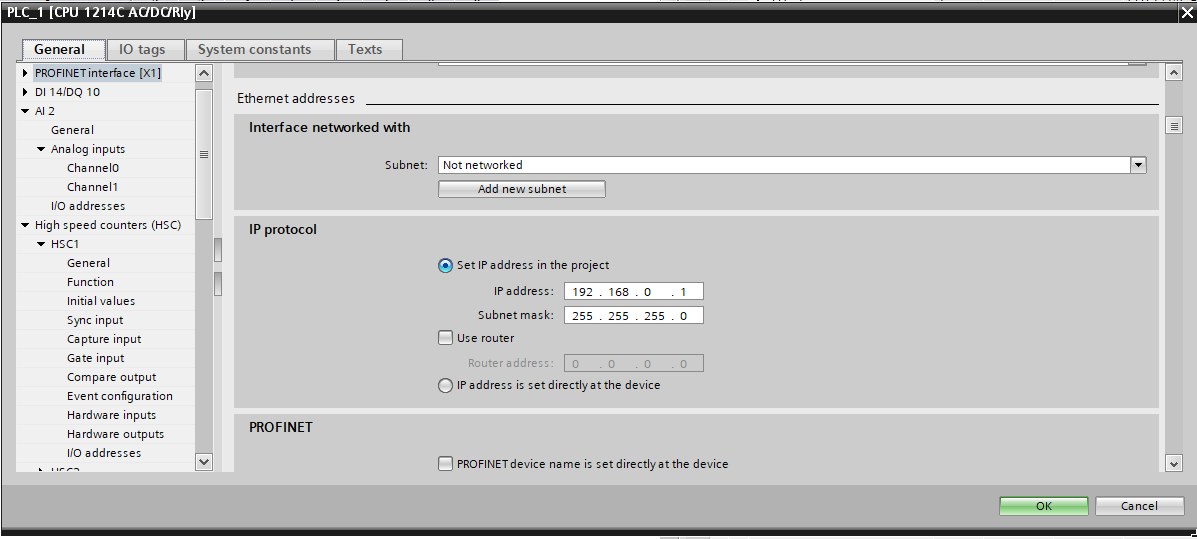 PLC_1 [CPU 1214C AC/DC/Rly]
General IO tags System constants Texts
PROFINET interface [X1]
DI 14/DQ 10
AI 2
General
Analog inputs
Channel0
Channel1
I/O addresses
High speed counters (HSC)
HSC1
General
Function
Initial values
Sync input
Capture input
Gate input
Compare output
Event configuration
Hardware inputs
Hardware outputs
I/O addresses
Ethernet addresses
Interface networked with
Subnet: Not networked
Add new subnet
IP protocol
Set IP address in the project
IP address: 192 . 168 . 0 . 1
Subnet mask: 255 . 255 . 255 . 0
Use router
Router address: 0 . 0 . 0 . 0
IP address is set directly at the device
PROFINET
PROFINET device name is set directly at the device
OK Cancel